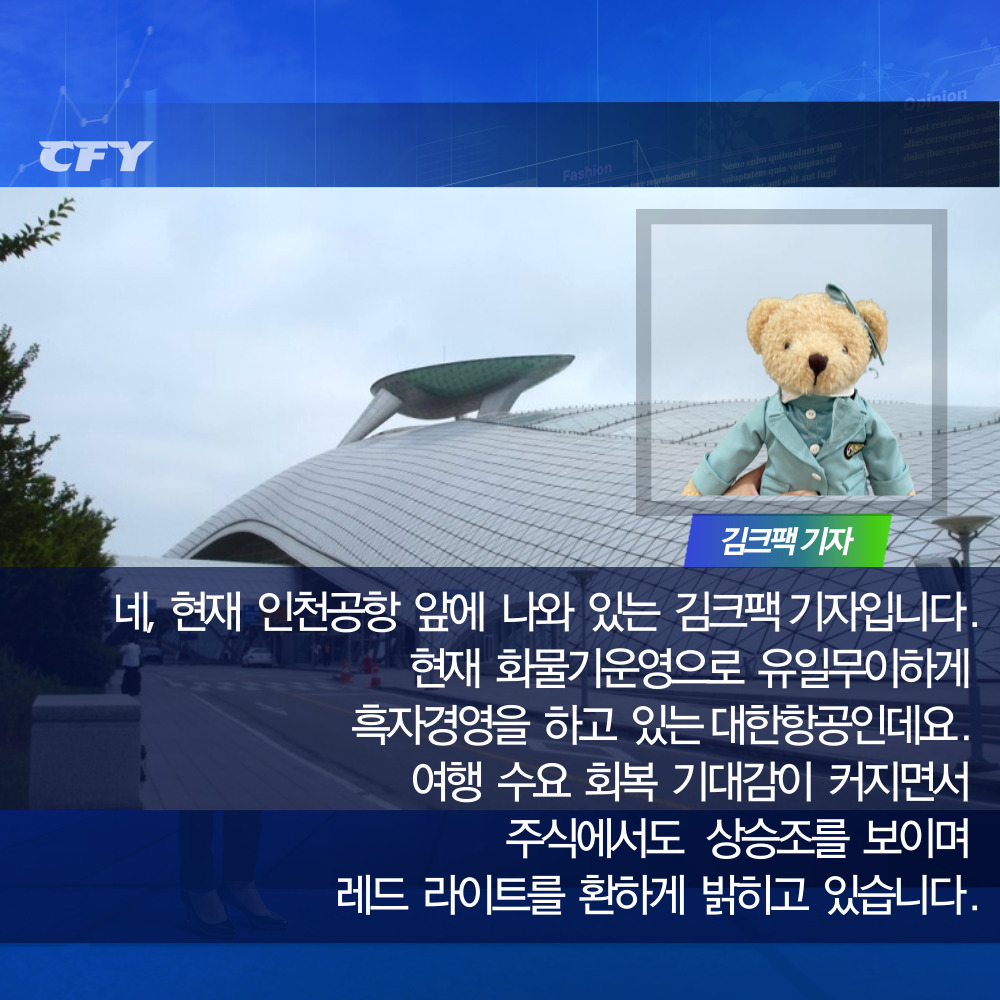 Opinion
CFY
Fashion
김크팩 기자
네, 현재 인천공항 앞에 나와 있는 김크팩 기자입니다.
현재 화물기운영으로 유일무이하게
흑자경영을 하고 있는 대한항공인데요.
여행 수요 회복 기대감이 커지면서
주식에서도 상승조를 보이며
레드 라이트를 환하게 밝히고 있습니다.